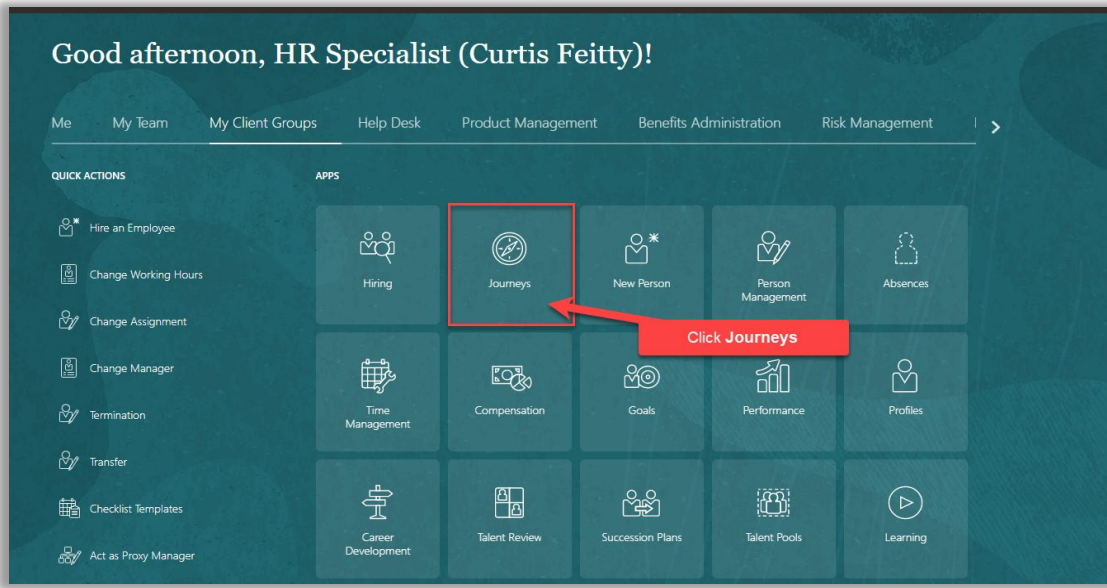 Good afternoon, HR Specialist (Curtis Feitty)!
Me My Team My Client Groups Help Desk Product Management Benefits Administration Risk Management
QUICK ACTIONS
Hire an Employee
Change Working Hours
Change Assignment
Change Manager
Termination
Transfer
Checklist Templates
Act as Proxy Manager
APPS
Hiring
Journeys
New Person
Person
Management
Absences
Click Journeys
Time
Management
Compensation
Goals
Performance
Profiles
Career
Development
Talent Review
Succession Plans
Talent Pools
Learning